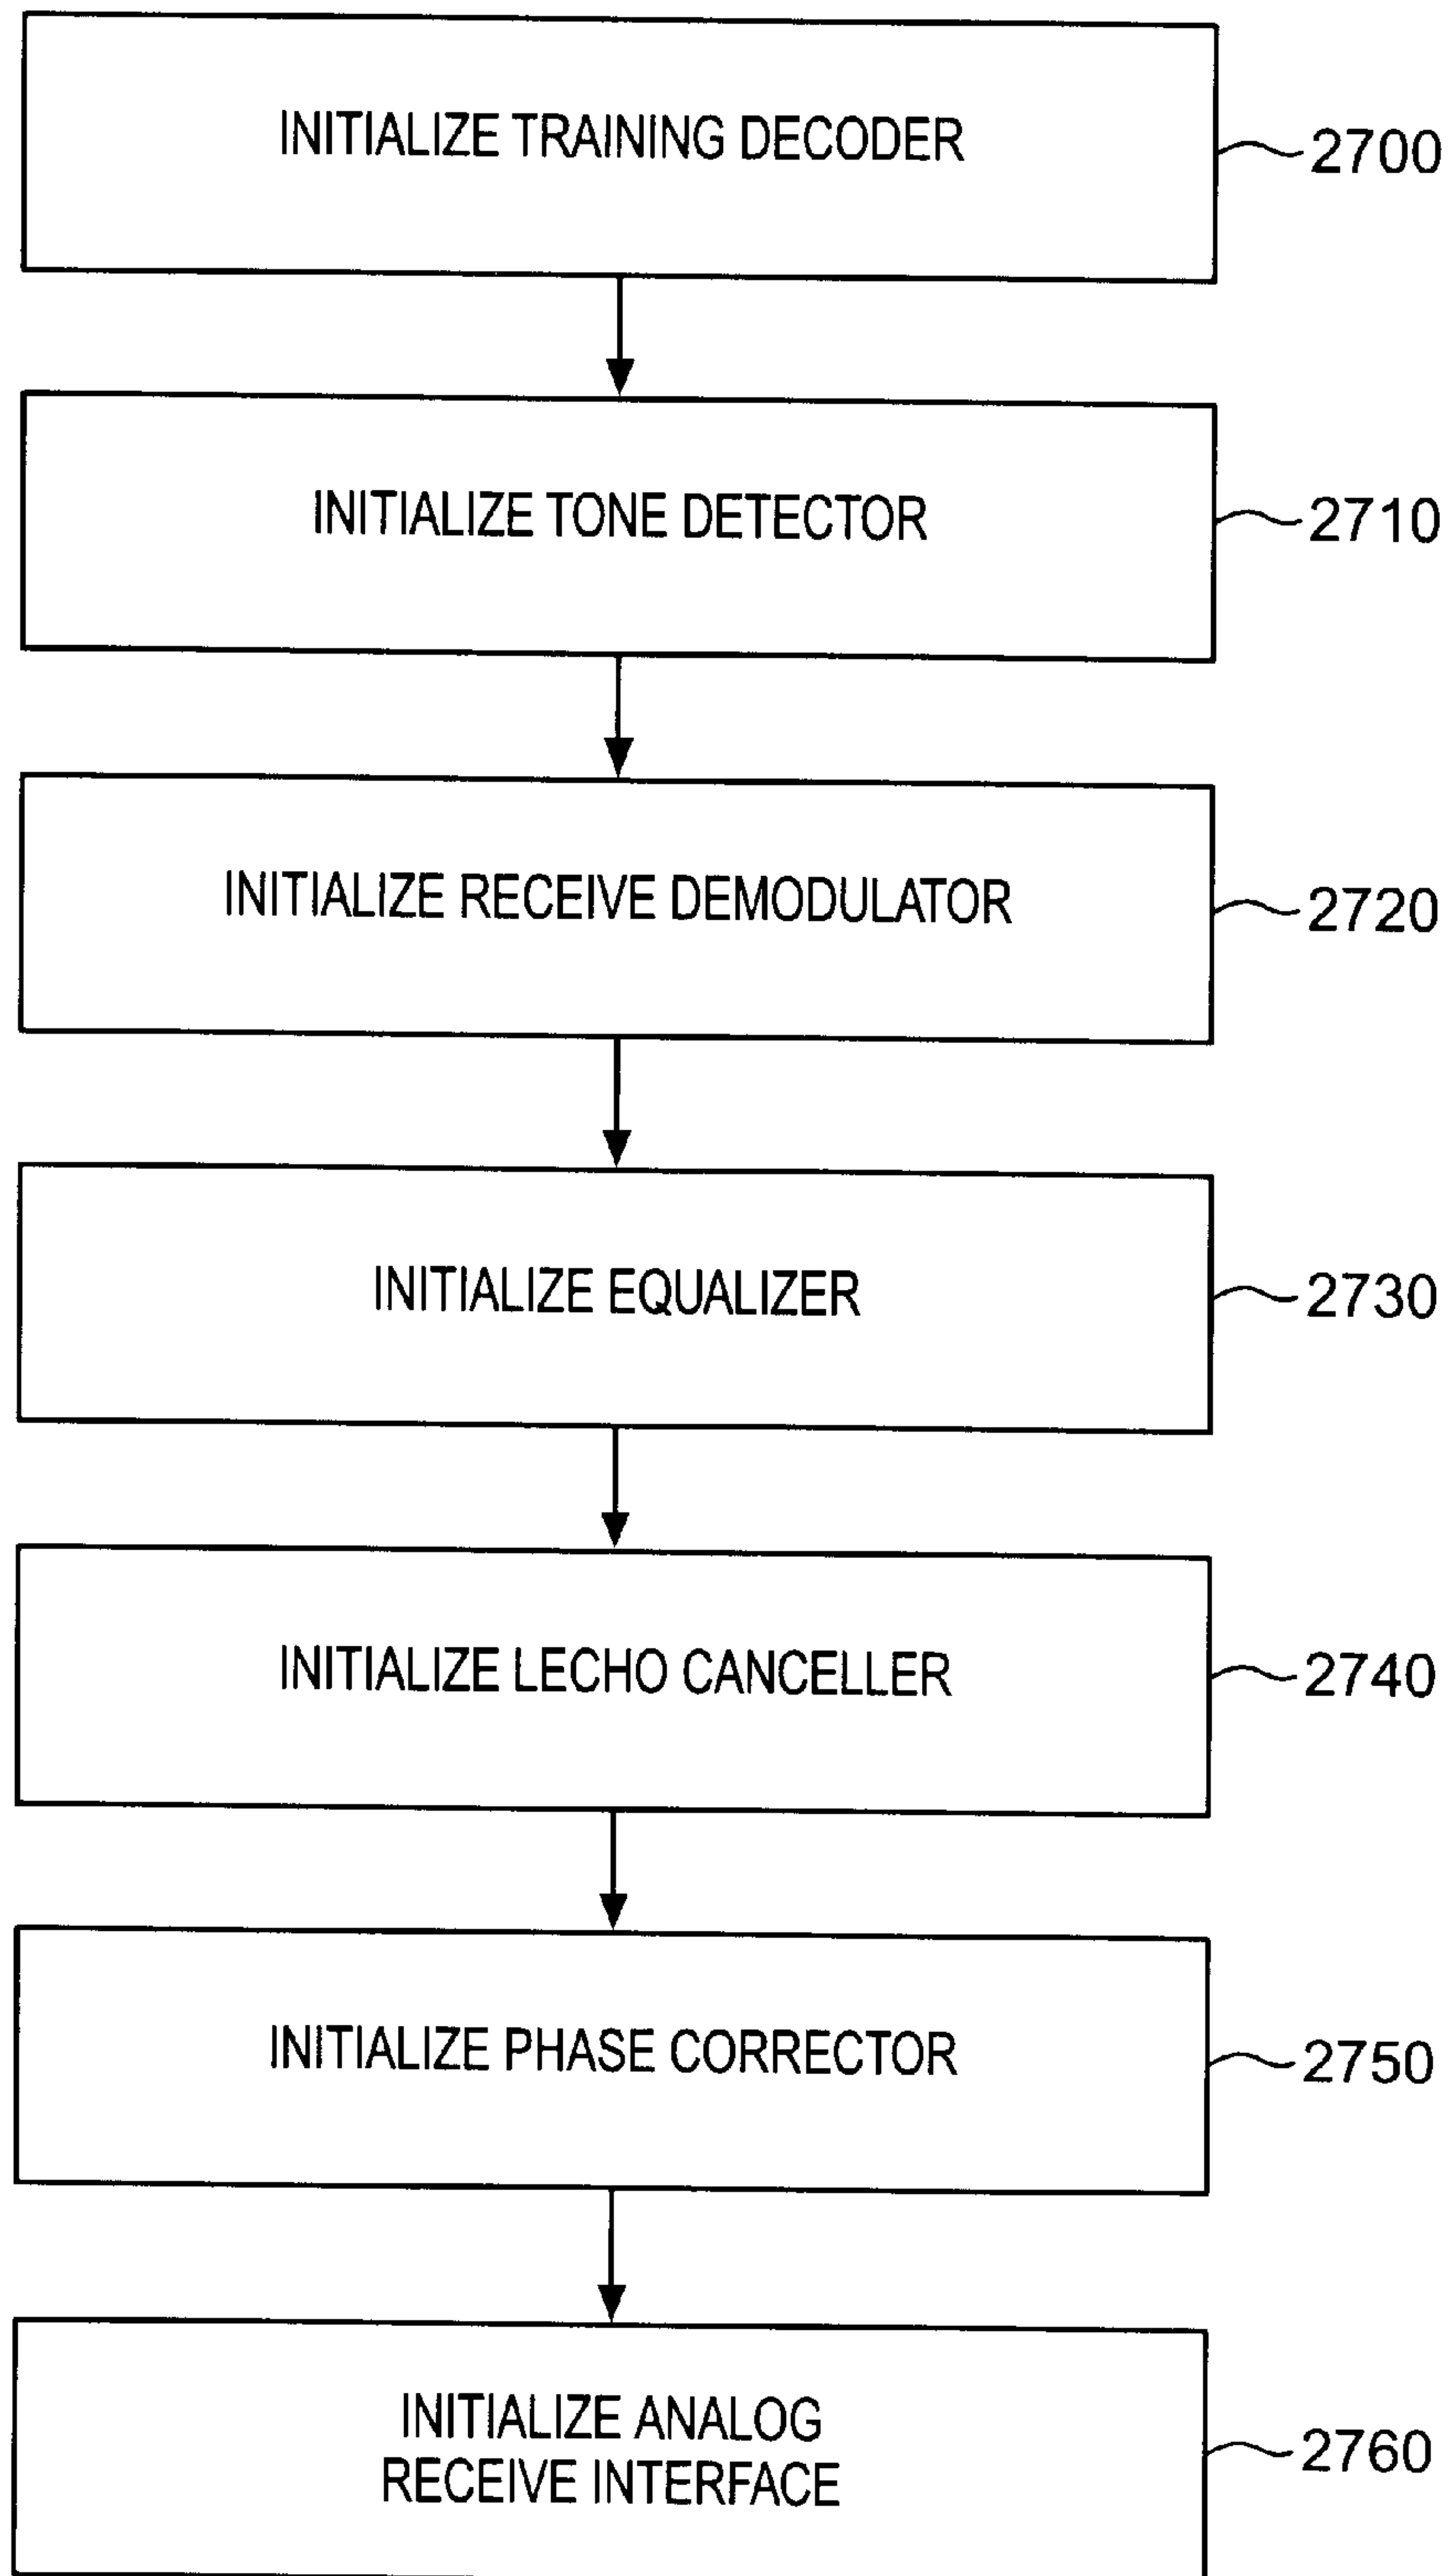 INITIALIZE TRAINING DECODER
2700
INITIALIZE TONE DETECTOR
2710
INITIALIZE RECEIVE DEMODULATOR
2720
INITIALIZE EQUALIZER
2730
INITIALIZE LECHO CANCELLER
2740
INITIALIZE PHASE CORRECTOR
2750
INITIALIZE ANALOG
RECEIVE INTERFACE
2760